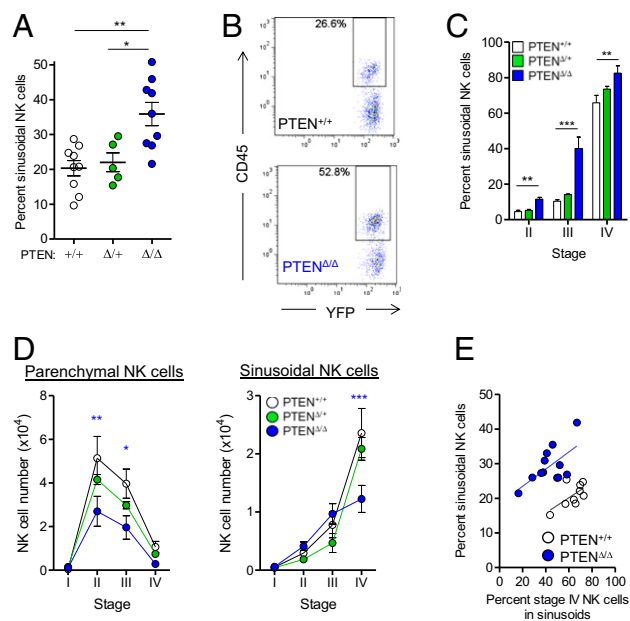 A
**
*
Percent sinusoidal NK cells
60
50
40
30
20
10
0
PTEN: +/+ Δ/+ Δ/Δ
B
26.6%
PTEN+/+
52.8%
PTENΔ/Δ
CD45
YFP
C
PTEN+/+
PTENΔ/+
PTENΔ/Δ
Percent sinusoidal NK cells
100
80
60
40
20
0
**
***
**
II III IV
Stage
D
Parenchymal NK cells
NK cell number (x10⁴)
8
6
4
2
0
**
*
I II III IV
Stage
Sinusoidal NK cells
NK cell number (x10⁴)
3
2
1
0
PTEN+/+
PTENΔ/+
PTENΔ/Δ
***
I II III IV
Stage
E
Percent sinusoidal NK cells
50
40
30
20
10
0
PTEN+/+
PTENΔ/Δ
0 20 40 60 80 100
Percent stage IV NK cells
in sinusoids